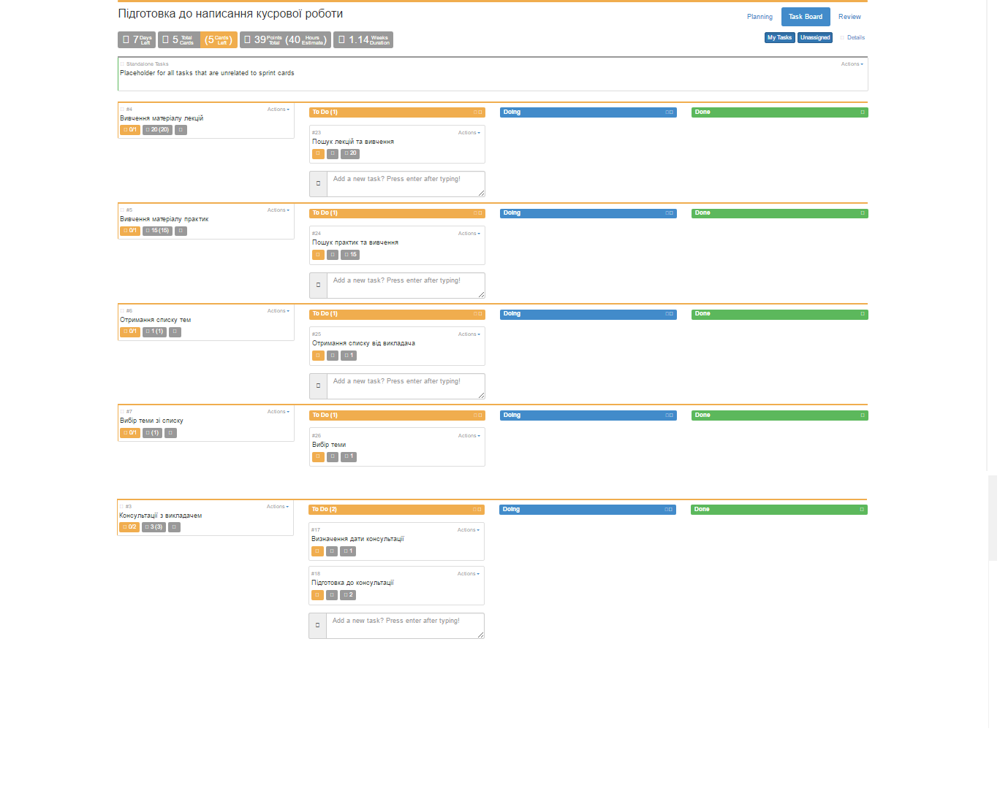 Підготовка до написання кусрової роботи
Planning Task Board Review
7 Days Left 5 Total Cards (5 Cards Left) 39 Points Total (40 Hours Estimate) 1.14 Weeks Duration
My Tasks Unassigned Details
Standalone Tasks Actions
Placeholder for all tasks that are unrelated to sprint cards
#4 Actions
Вивчення матеріалу лекцій
0/1 20 (20)
To Do (1) Doing Done
#23 Actions
Пошук лекцій та вивчення
20
Add a new task? Press enter after typing!
#5 Actions
Вивчення матеріалу практик
0/1 15 (15)
To Do (1) Doing Done
#24 Actions
Пошук практик та вивчення
15
Add a new task? Press enter after typing!
#6 Actions
Отримання списку тем
0/1 1 (1)
To Do (1) Doing Done
#25 Actions
Отримання списку від викладача
1
Add a new task? Press enter after typing!
#7 Actions
Вибір теми зі списку
0/1 (1)
To Do (1) Doing Done
#26 Actions
Вибір теми
1
#3 Actions
Консультації з викладачем
0/2 3 (3)
To Do (2) Doing Done
#17 Actions
Визначення дати консультації
1
#18 Actions
Підготовка до консультації
2
Add a new task? Press enter after typing!